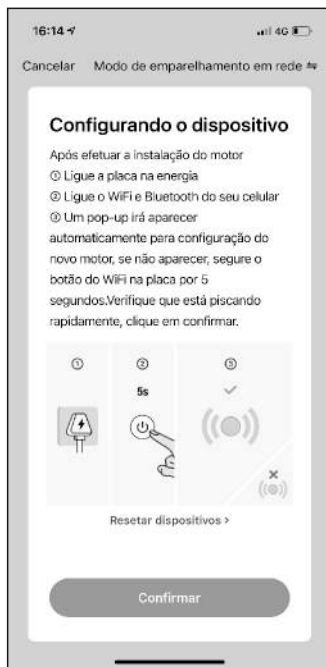 16:14 4G
Cancelar Modo de emparelhamento em rede ⇋
Configurando o dispositivo
Após efetuar a instalação do motor
① Ligue a placa na energia
② Ligue o WiFi e Bluetooth do seu celular
③ Um pop-up irá aparecer
automaticamente para configuração do
novo motor, se não aparecer, segure o
botão do WiFi na placa por 5
segundos.Verifique que está piscando
rapidamente, clique em confirmar.
① ② ③
5s
Resetar dispositivos >
Confirmar